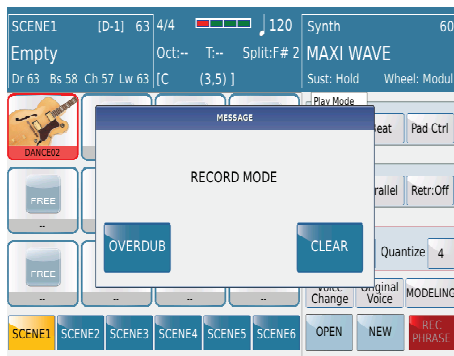 SCENE1 [D-1] 63 4/4 120 Synth 60
Empty Oct:-- T:-- Split:F# 2 MAXI WAVE
Dr 63 Bs 58 Ch 57 Lw 63 [C (3,5) ] Sust: Hold Wheel: Modul
Play Mode
MESSAGE
Pad Ctrl
DANCE02
RECORD MODE
FREE
Retr:Off
--
OVERDUB CLEAR
Quantize 4
FREE
Voice Change
Original Voice
MODELING
-- -- -- --
SCENE1 SCENE2 SCENE3 SCENE4 SCENE5 SCENE6 OPEN NEW REC PHRASE